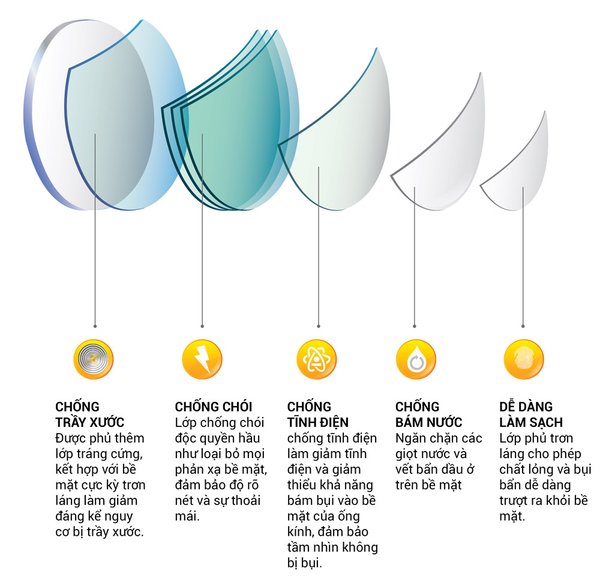 CHỐNG
TRẦY XƯỚC
Được phủ thêm
lớp tráng cứng,
kết hợp với bề
mặt cực kỳ trơn
láng làm giảm
đáng kể nguy
cơ bị trầy xước.
CHỐNG CHÓI
Lớp chống chói
độc quyền hầu
như loại bỏ mọi
phản xạ bề mặt,
đảm bảo độ rõ
nét và sự thoải
mái.
CHỐNG
TĨNH ĐIỆN
chống tĩnh điện
làm giảm tĩnh
điện và giảm
thiểu khả năng
bám bụi vào bề
mặt của ống
kính, đảm bảo
tầm nhìn không
bị bụi.
CHỐNG
BÁM NƯỚC
Ngăn chặn các
giọt nước và
vết bẩn dầu ở
trên bề mặt
DỄ DÀNG
LÀM SẠCH
Lớp phủ trơn
láng cho phép
chất lỏng và bụi
bẩn dễ dàng
trượt ra khỏi bề
mặt.